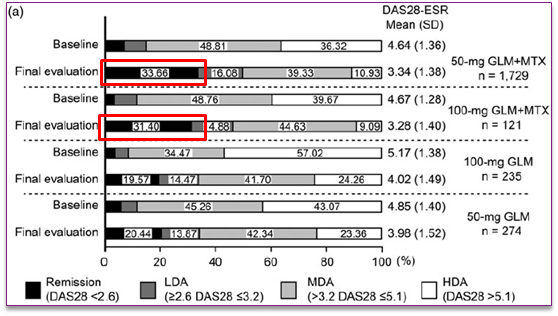 (a)
DAS28-ESR
Mean (SD)
Baseline 48.81 36.32 4.64 (1.36)
50-mg GLM+MTX
n = 1,729
Final evaluation 33.66 16.08 39.33 10.93 3.34 (1.38)
Baseline 48.76 39.67 4.67 (1.28)
100-mg GLM+MTX
n = 121
Final evaluation 31.40 4.88 44.63 9.09 3.28 (1.40)
Baseline 34.47 57.02 5.17 (1.38)
100-mg GLM
n = 235
Final evaluation 19.57 14.47 41.70 24.26 4.02 (1.49)
Baseline 45.26 43.07 4.85 (1.40)
50-mg GLM
n = 274
Final evaluation 20.44 13.87 42.34 23.36 3.98 (1.52)
0 20 40 60 80 100 (%)
Remission LDA MDA HDA
(DAS28 <2.6) (≥2.6 DAS28 ≤3.2) (>3.2 DAS28 ≤5.1) (DAS28 >5.1)